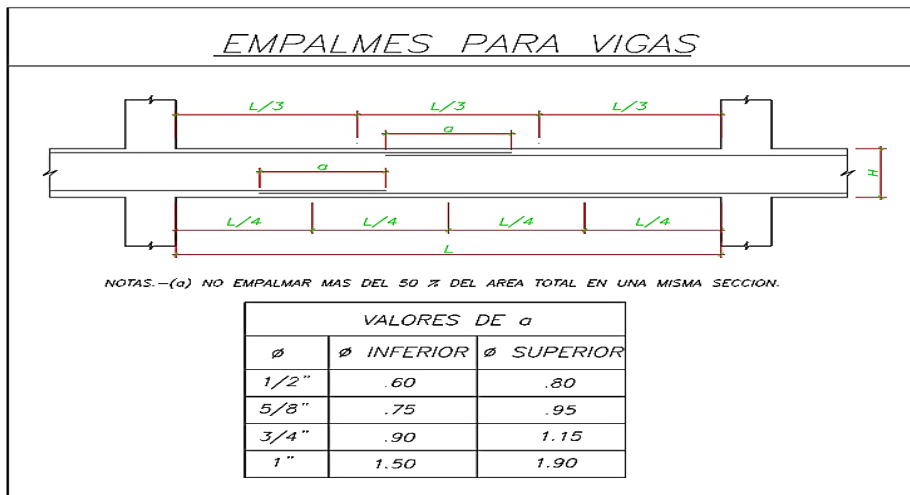 EMPALMES PARA VIGAS
L/3 L/3 L/3
a
a
H
L/4 L/4 L/4 L/4
L
NOTAS.-(a) NO EMPALMAR MAS DEL 50 % DEL AREA TOTAL EN UNA MISMA SECCION.
VALORES DE a
ø ø INFERIOR ø SUPERIOR
1/2" .60 .80
5/8" .75 .95
3/4" .90 1.15
1" 1.50 1.90